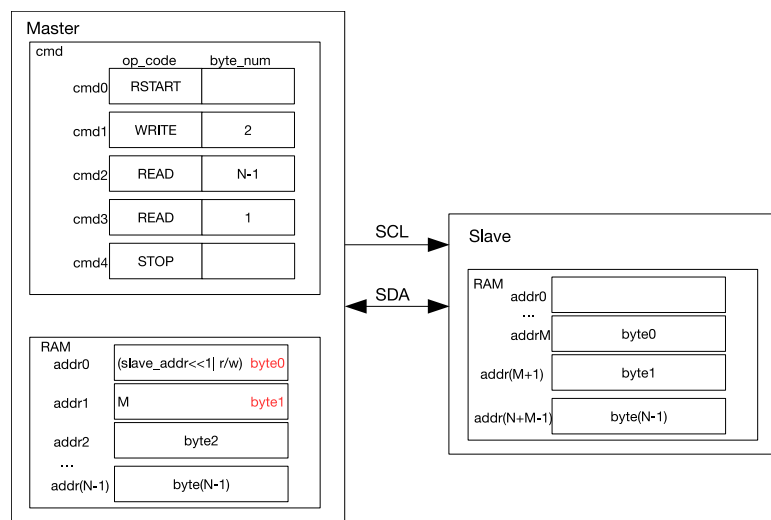 Master
cmd
op_code byte_num
cmd0 RSTART
cmd1 WRITE 2
cmd2 READ N-1
cmd3 READ 1
cmd4 STOP
SCL
SDA
Slave
RAM
addr0
...
addrM byte0
addr(M+1) byte1
addr(N+M-1) byte(N-1)
RAM
addr0 (slave_addr<<1| r/w) byte0
addr1 M byte1
addr2 byte2
...
addr(N-1) byte(N-1)